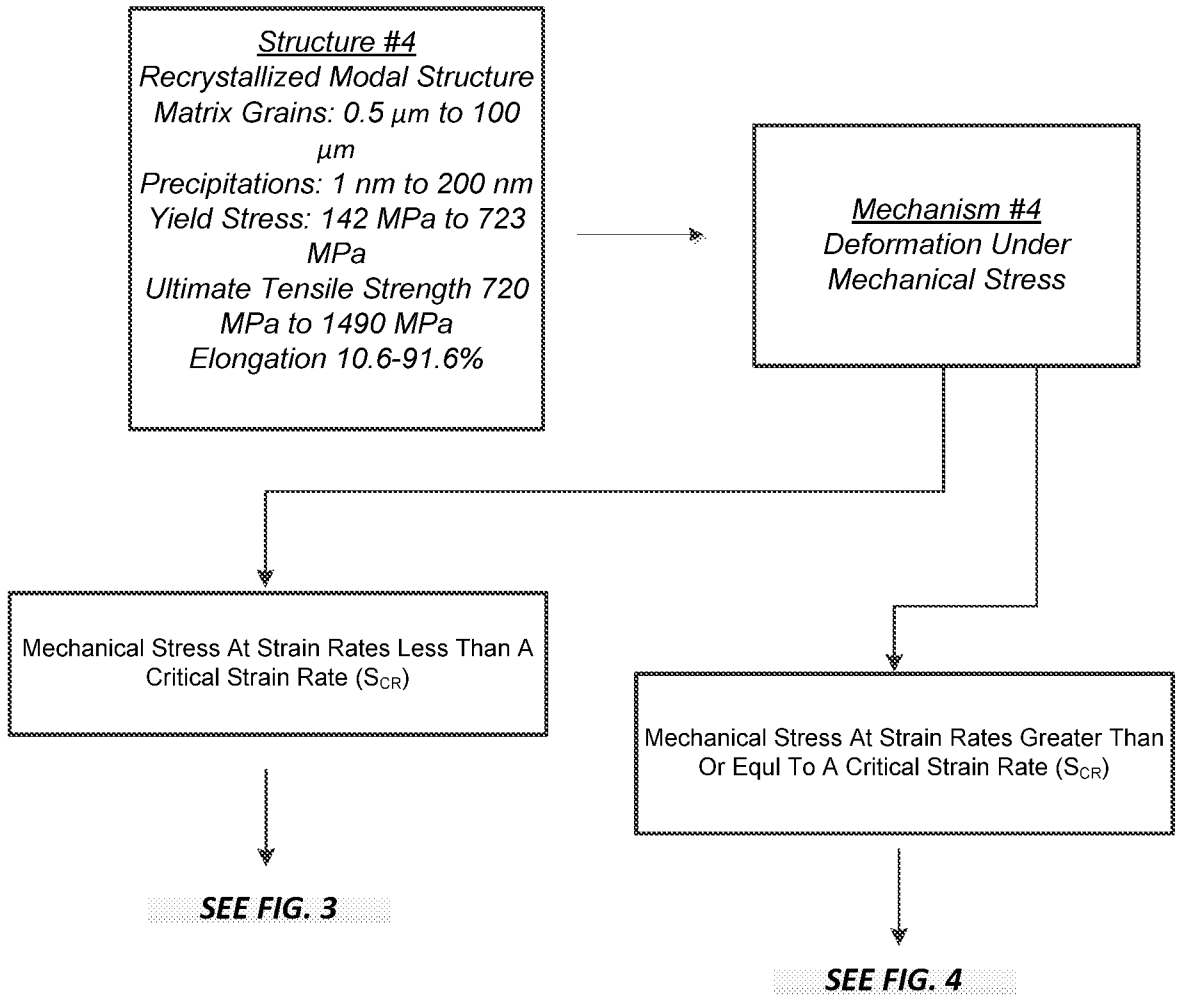 Structure #4
Recrystallized Modal Structure
Matrix Grains: 0.5 µm to 100
µm
Precipitations: 1 nm to 200 nm
Yield Stress: 142 MPa to 723
MPa
Ultimate Tensile Strength 720
MPa to 1490 MPa
Elongation 10.6-91.6%
Mechanism #4
Deformation Under
Mechanical Stress
Mechanical Stress At Strain Rates Less Than A
Critical Strain Rate (SCR)
Mechanical Stress At Strain Rates Greater Than
Or Equl To A Critical Strain Rate (SCR)
SEE FIG. 3
SEE FIG. 4